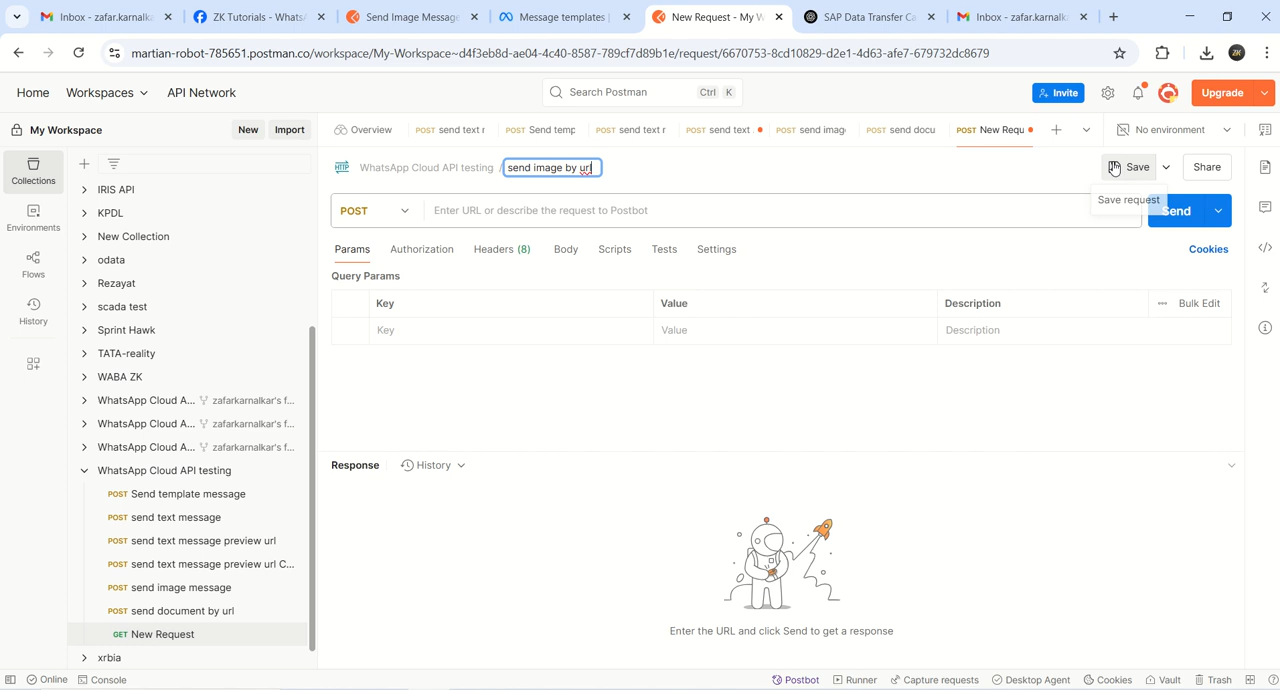 Inbox - zafar.karnalka
ZK Tutorials - Whats
Send Image Message
Message templates
New Request - My W
SAP Data Transfer Ca
Inbox - zafar.karnalk
martian-robot-785651.postman.co/workspace/My-Workspace~d4f3eb8d-ae04-4c40-8587-789cf7d89b1e/request/6670753-8cd10829-d2e1-4d63-afe7-679732dc8679
ZK
Home Workspaces API Network
Search Postman Ctrl K
Invite
Upgrade
My Workspace New Import
Overview POST send text r POST Send temp POST send text r POST send text POST send imag POST send docu POST New Requ No environment
Collections
Environments
Flows
History
IRIS API
KPDL
New Collection
odata
Rezayat
scada test
Sprint Hawk
TATA-reality
WABA ZK
WhatsApp Cloud A... zafarkarnalkar's f...
WhatsApp Cloud A... zafarkarnalkar's f...
WhatsApp Cloud A... zafarkarnalkar's f...
WhatsApp Cloud API testing
POST Send template message
POST send text message
POST send text message preview url
POST send text message preview url C...
POST send image message
POST send document by url
GET New Request
xrbia
HTTP WhatsApp Cloud API testing / send image by url
Save Share
Save request
POST Enter URL or describe the request to Postbot Send
Params Authorization Headers (8) Body Scripts Tests Settings Cookies
Query Params
Key Value Description Bulk Edit
Key Value Description
Response History
Enter the URL and click Send to get a response
Online Console Postbot Runner Capture requests Desktop Agent Cookies Vault Trash